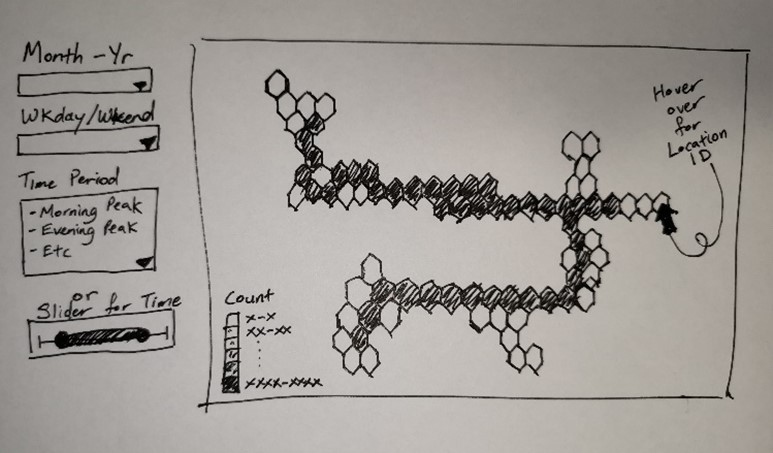 Month - Yr
Wkday/Wkend
Time Period
- Morning Peak
- Evening Peak
- Etc
or
Slider for Time
Count
x-x
xx-xx
xxxx-xxxx
Hover
over
for
Location
ID